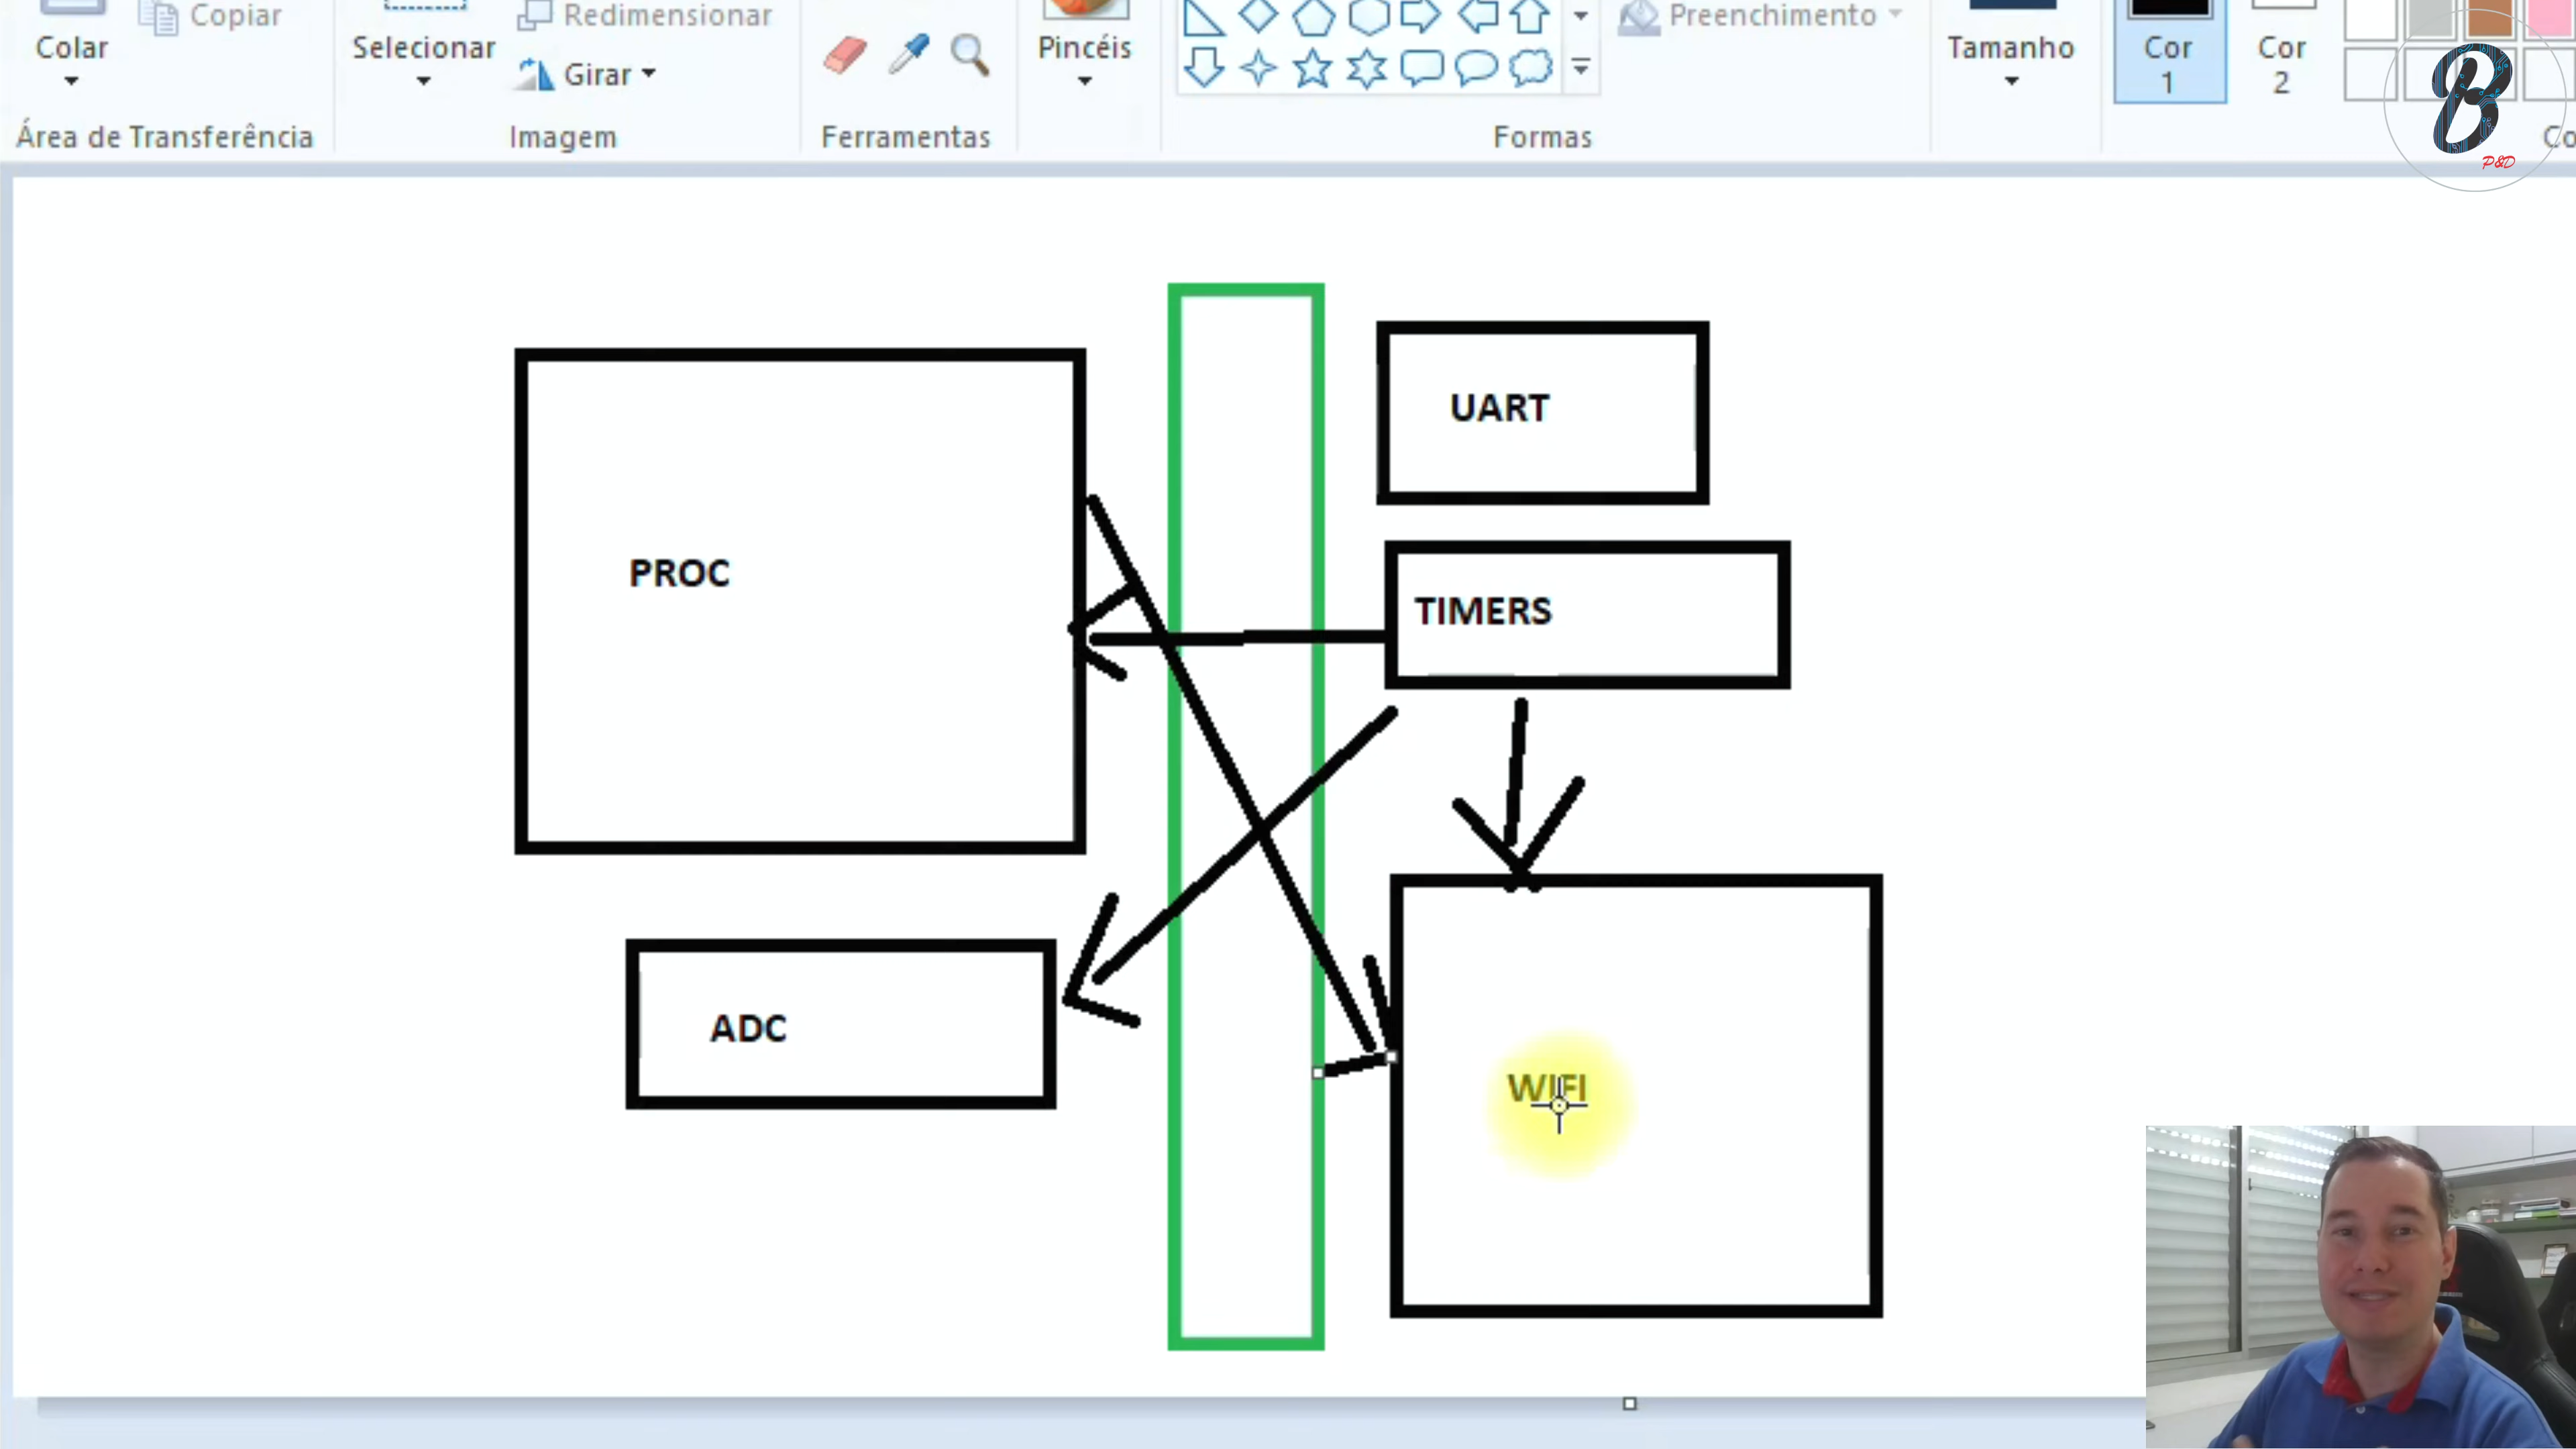 Colar
Copiar
Área de Transferência
Selecionar
Redimensionar
Girar
Imagem
Ferramentas
Pincéis
Formas
Preenchimento
Tamanho
Cor
1
Cor
2
Co
B
P&D
PROC
UART
TIMERS
ADC
WIFI